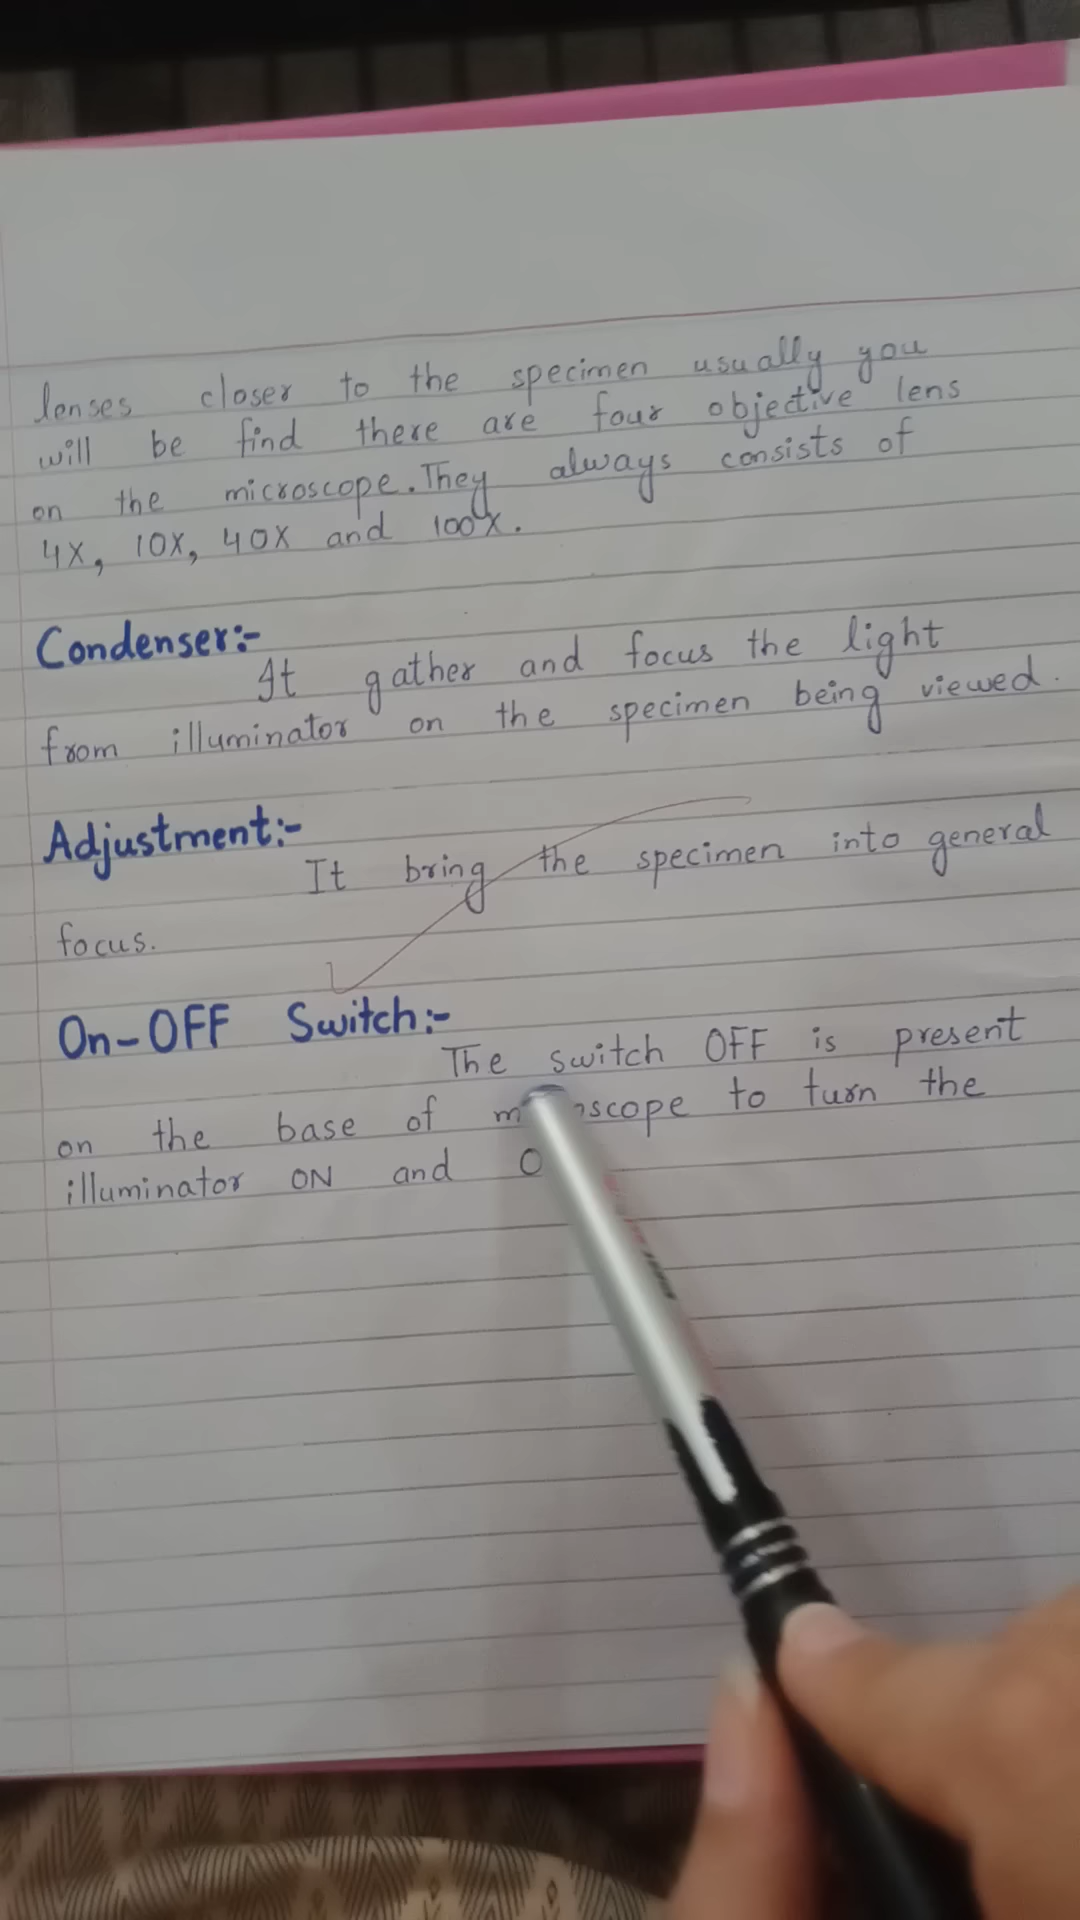 lenses closer to the specimen usually you
will be find there are four objective lens
on the microscope. They always consists of
4X, 10X, 40X and 100X.
Condenser:-
It gather and focus the light
from illuminator on the specimen being viewed.
Adjustment:-
It bring the specimen into general
focus.
On-OFF Switch:-
The switch OFF is present
on the base of to turn the
illuminator ON and